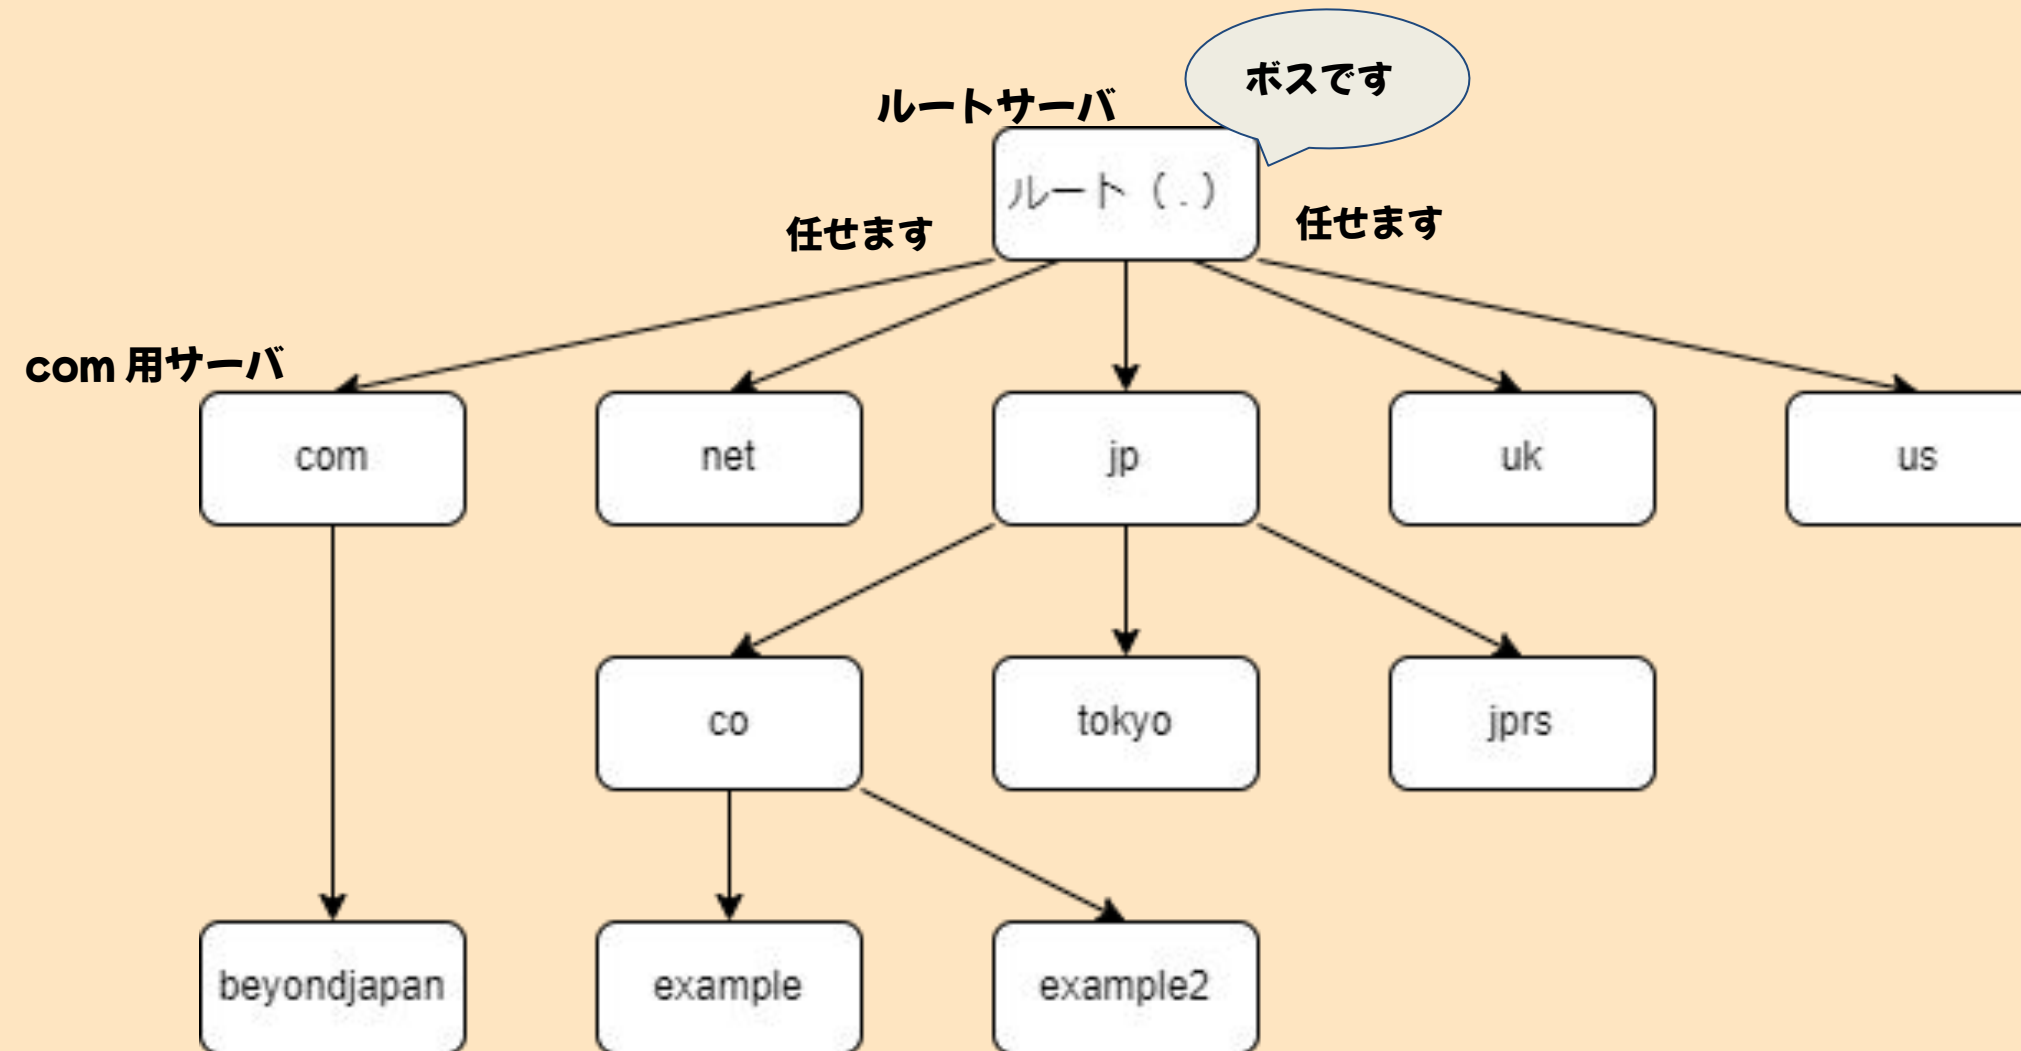 ボスです
ルートサーバ
ルート（.）
任せます
任せます
com 用サーバ
com
net
jp
uk
us
co
tokyo
jprs
beyondjapan
example
example2